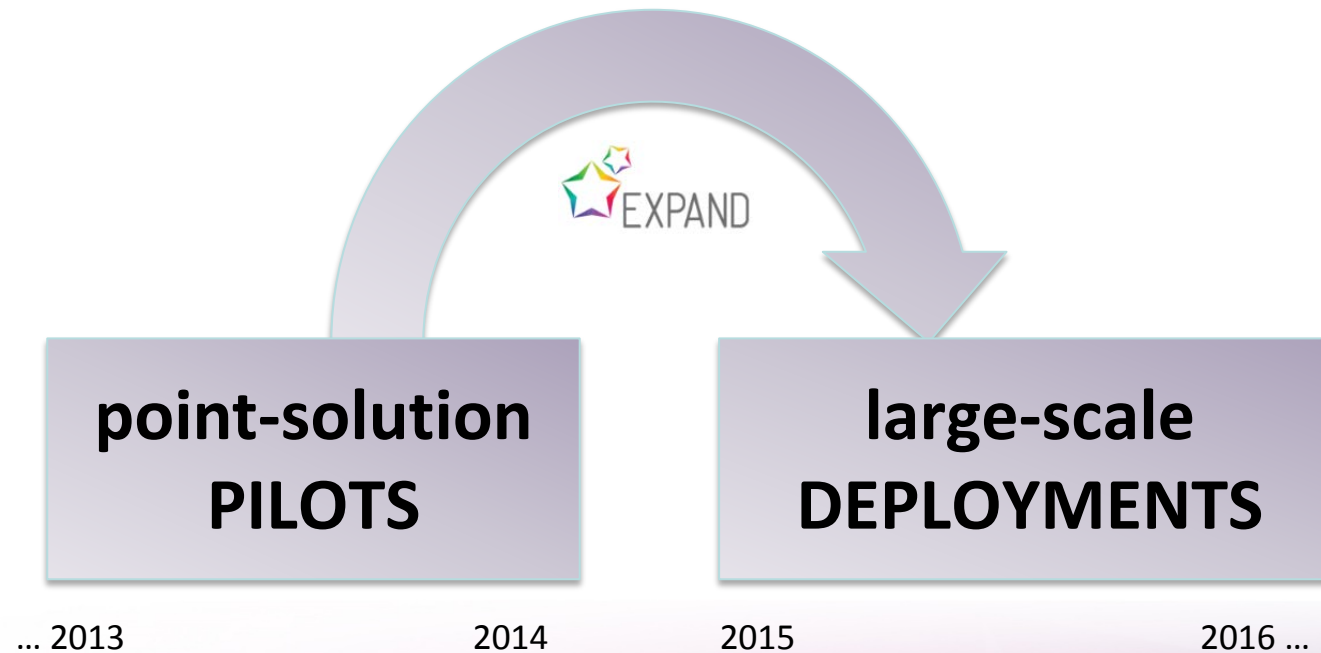 EXPAND
point-solution
PILOTS
large-scale
DEPLOYMENTS
... 2013
2014
2015
2016 ...